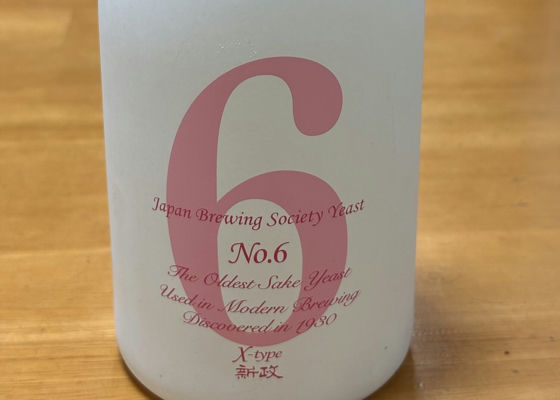 6
Japan Brewing Society Yeast
No.6
The Oldest Sake Yeast
Used in Modern Brewing
Discovered in 1930
X-type
新政